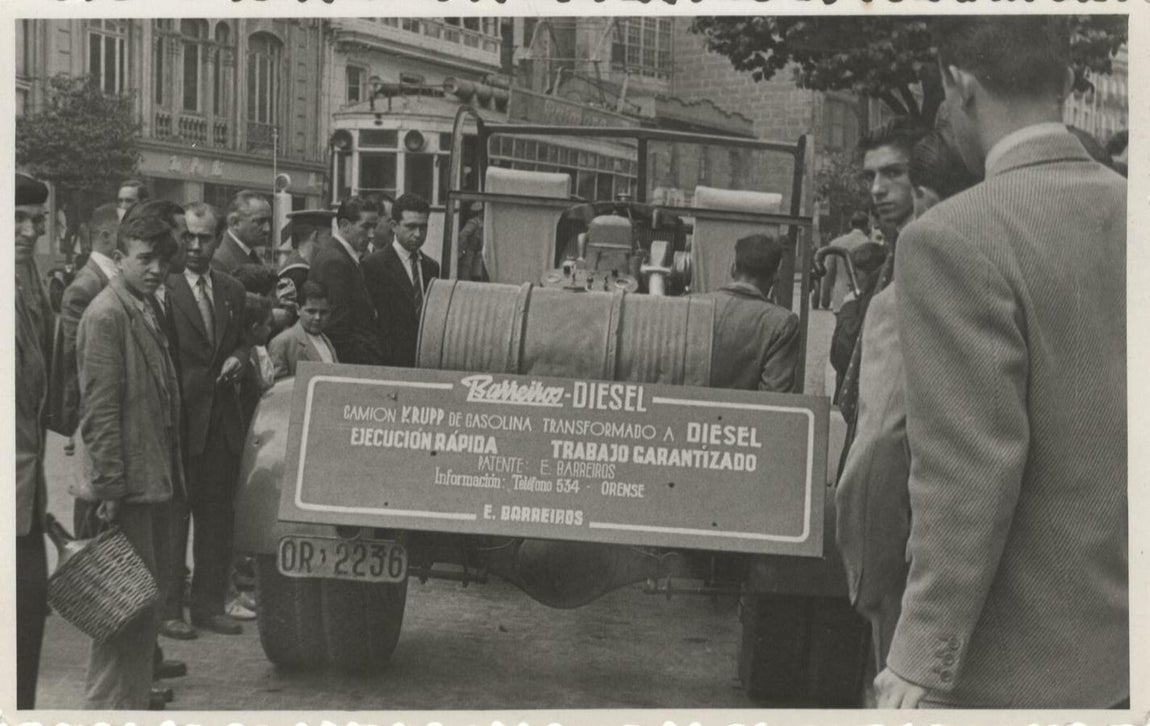 Barreiros-DIESEL
CAMION KRUPP DE GASOLINA TRANSFORMADO A DIESEL
EJECUCIÓN RÁPIDA TRABAJO GARANTIZADO
PATENTE: E. BARREIROS
Información: Teléfono 534 - ORENSE
E. BARREIROS
OR 2236